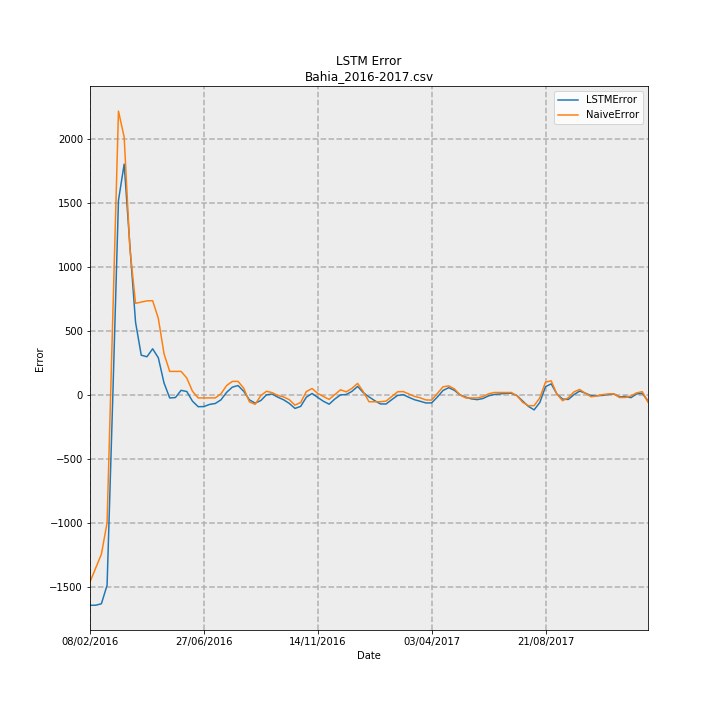 LSTM Error
Bahia_2016-2017.csv
LSTMError
NaiveError
2000
1500
1000
500
0
−500
−1000
−1500
Error
08/02/2016
27/06/2016
14/11/2016
03/04/2017
21/08/2017
Date